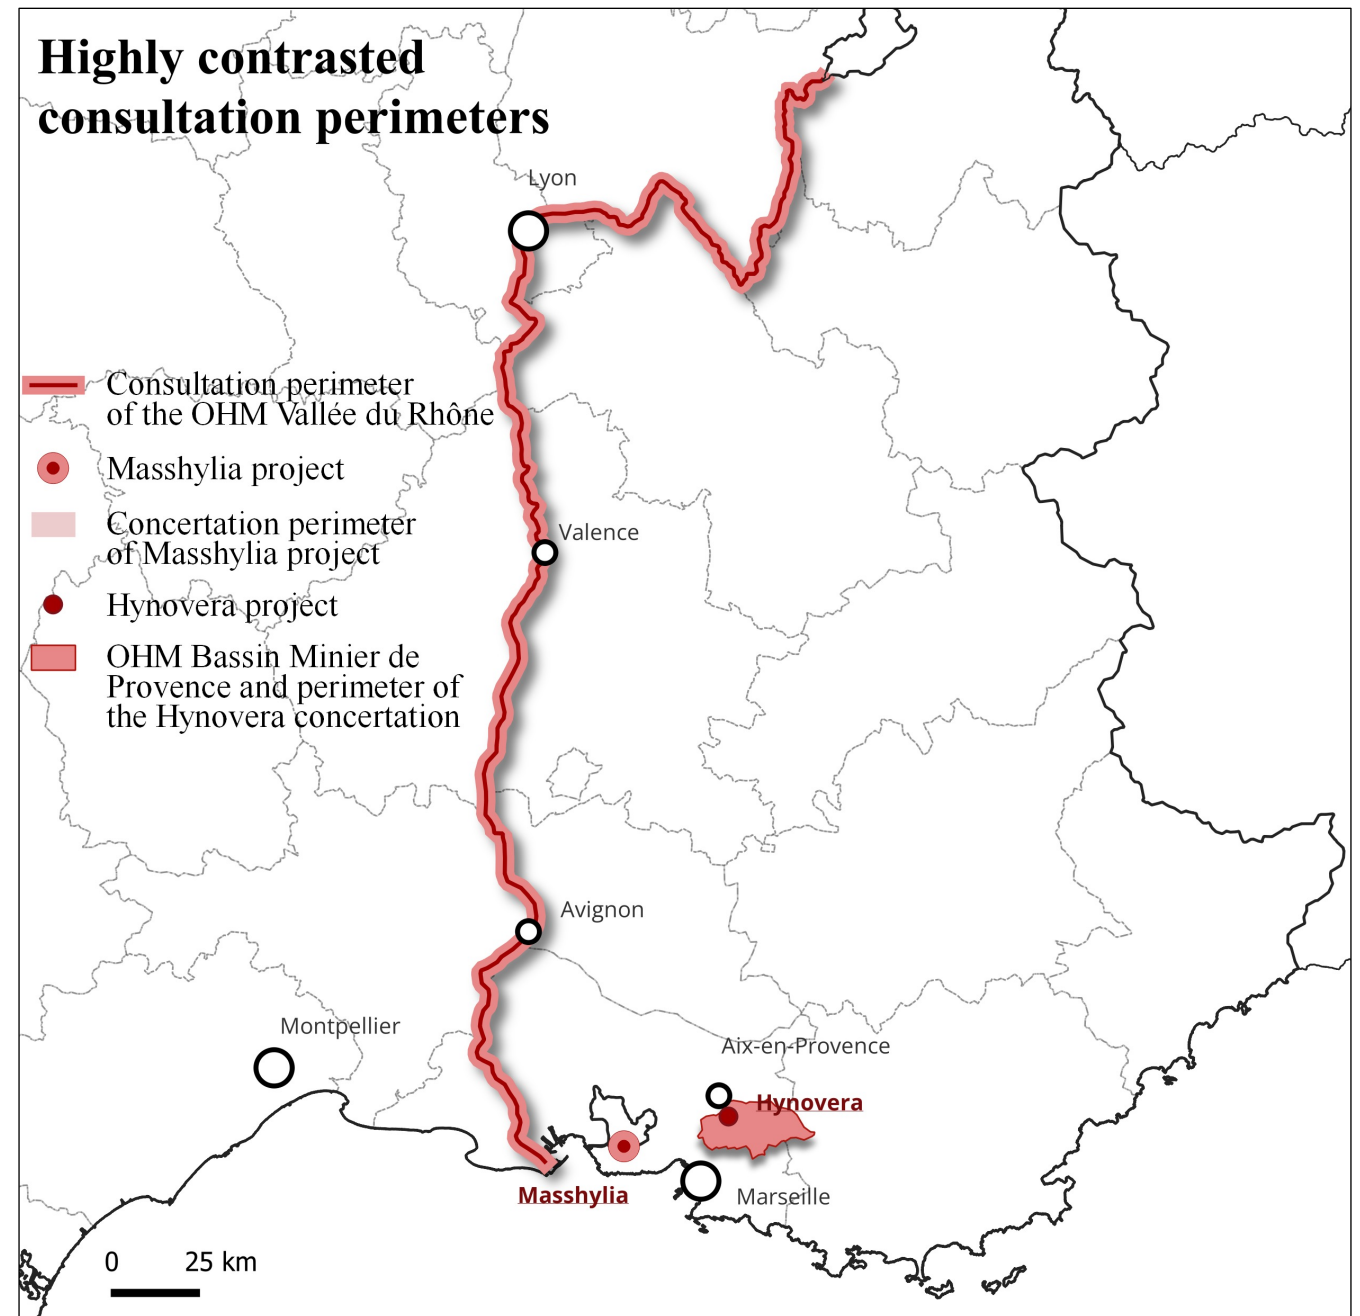 Highly contrasted
consultation perimeters
Lyon
Consultation perimeter
of the OHM Vallée du Rhône
Masshylia project
Concertation perimeter
of Masshylia project
Hynovera project
OHM Bassin Minier de
Provence and perimeter of
the Hynovera concertation
Valence
Avignon
Montpellier
Aix-en-Provence
Hynovera
Masshylia
Marseille
0 25 km